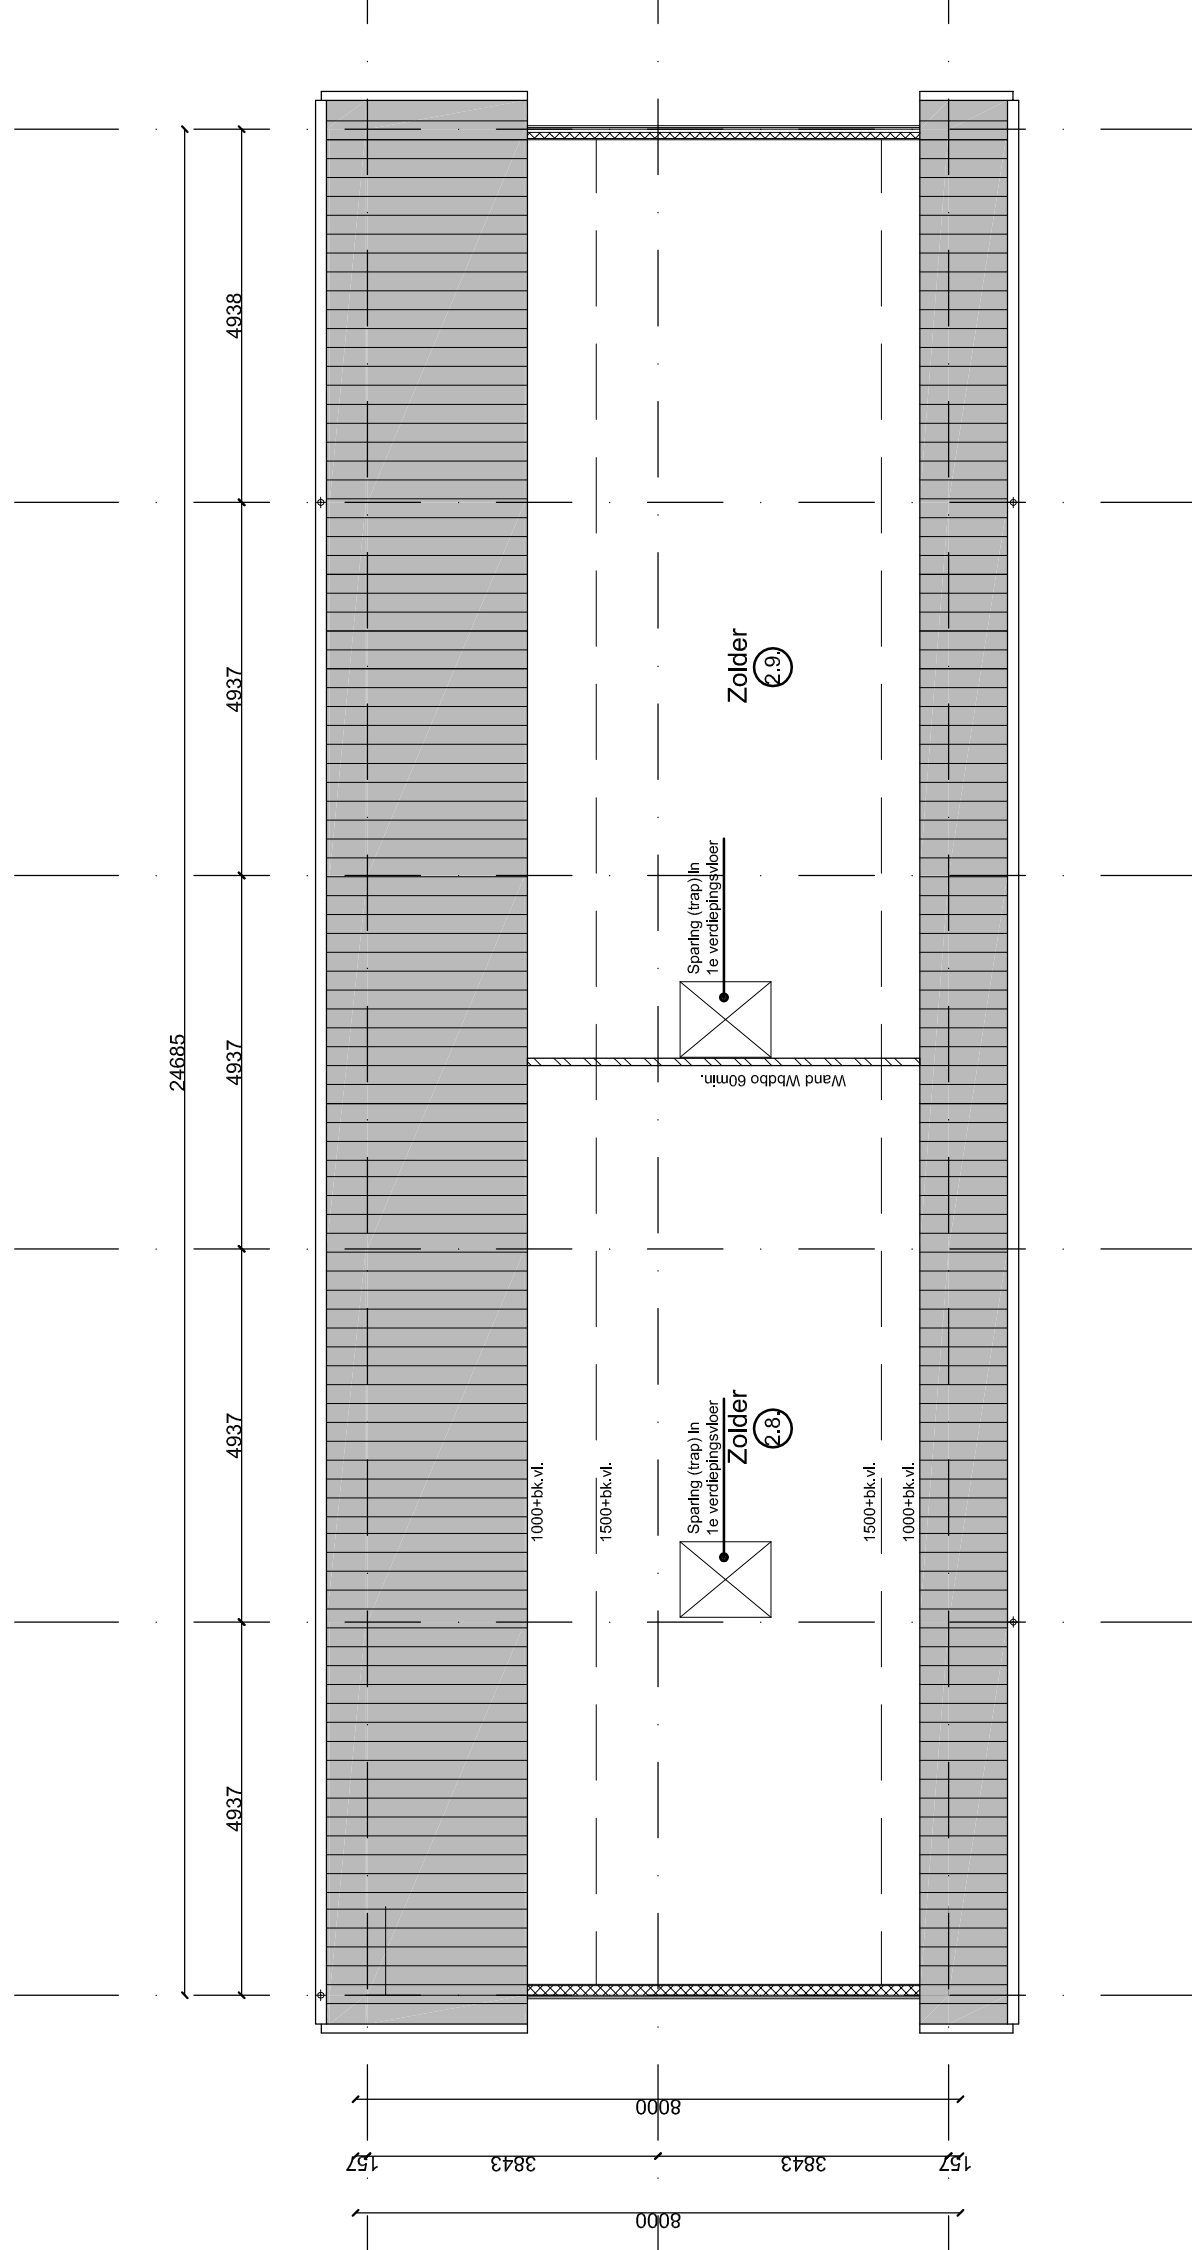 24685
4938
4937
4937
4937
4937
Zolder
2.9.
Sparing (trap) in
1e verdiepingsvloer
Wand Wbdbo 60min.
Sparing (trap) in
1e verdiepingsvloer
Zolder
2.8.
1000+bk.vl.
1500+bk.vl.
1500+bk.vl.
1000+bk.vl.
8000
157
3843
3843
157
8000